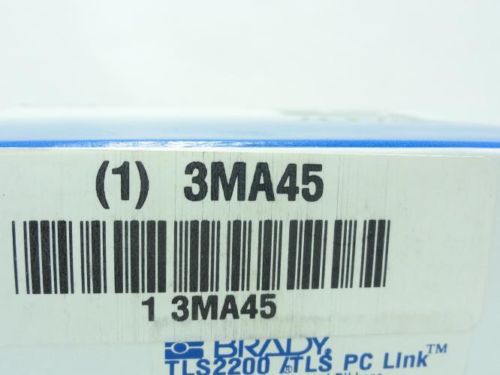 (1) 3MA45
1 3MA45
BRADY
TLS2200 /TLS PC Link™